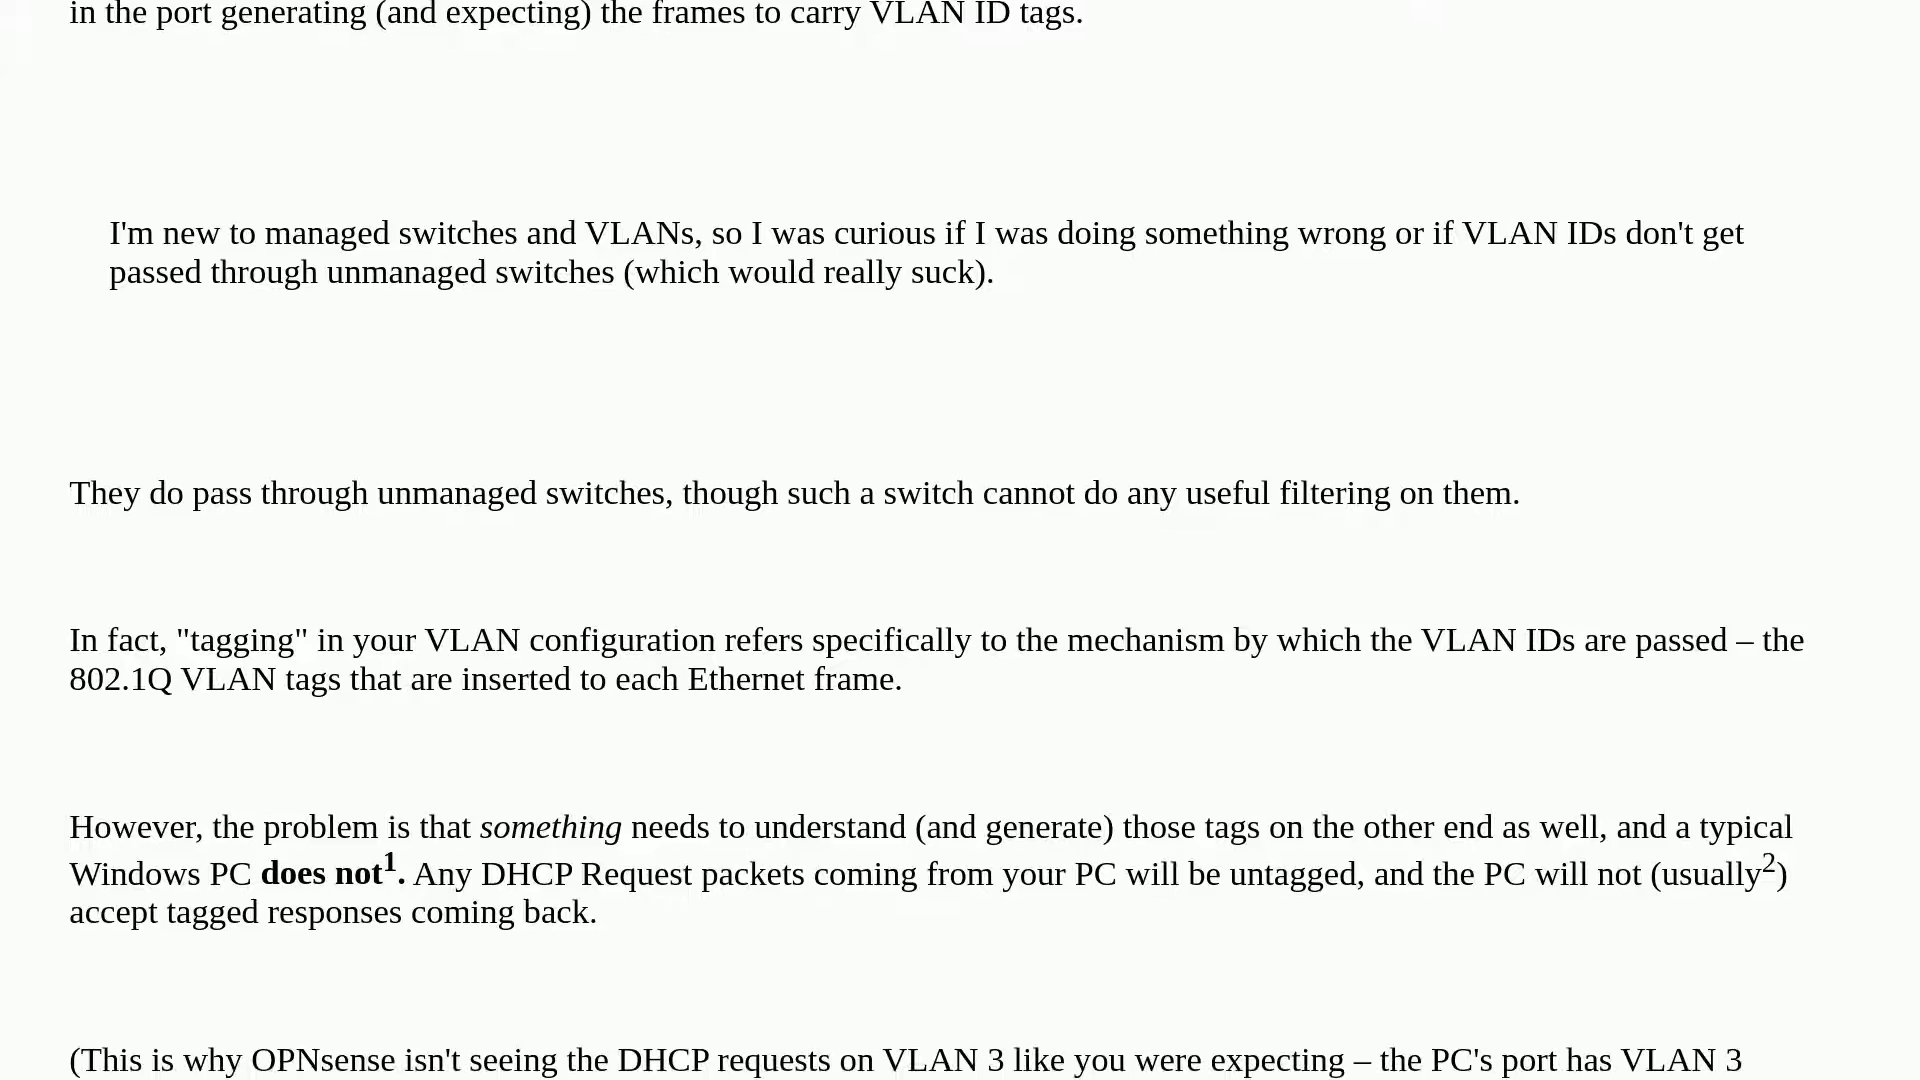 in the port generating (and expecting) the frames to carry VLAN ID tags.
I'm new to managed switches and VLANs, so I was curious if I was doing something wrong or if VLAN IDs don't get
passed through unmanaged switches (which would really suck).
They do pass through unmanaged switches, though such a switch cannot do any useful filtering on them.
In fact, "tagging" in your VLAN configuration refers specifically to the mechanism by which the VLAN IDs are passed – the
802.1Q VLAN tags that are inserted to each Ethernet frame.
However, the problem is that something needs to understand (and generate) those tags on the other end as well, and a typical
Windows PC does not1. Any DHCP Request packets coming from your PC will be untagged, and the PC will not (usually2)
accept tagged responses coming back.
(This is why OPNsense isn't seeing the DHCP requests on VLAN 3 like you were expecting – the PC's port has VLAN 3